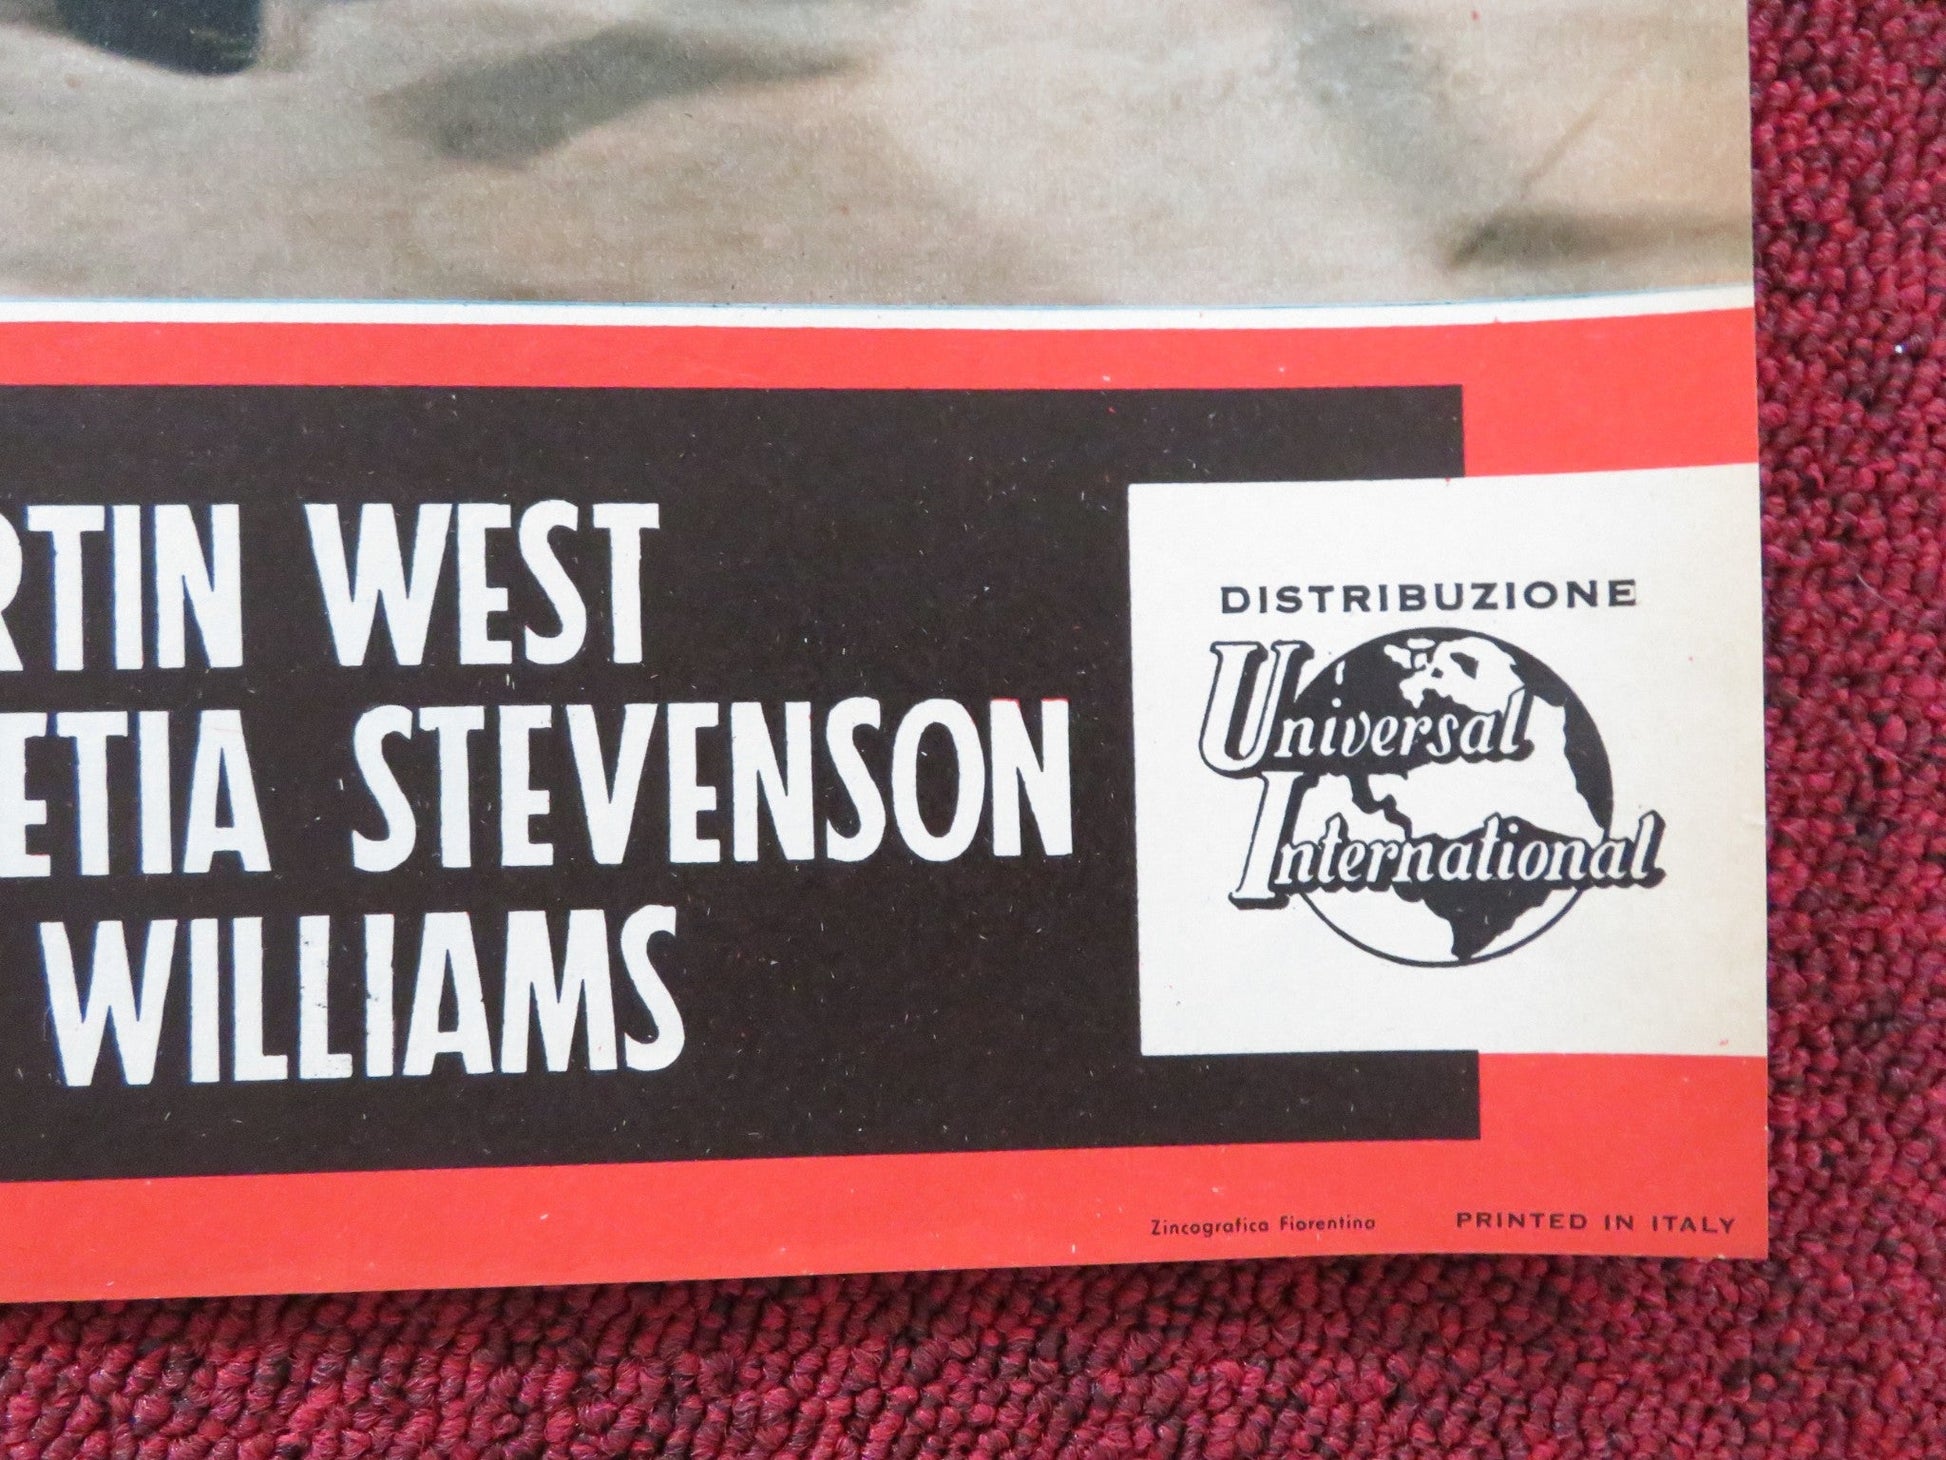 RTIN WEST
ETIA STEVENSON
WILLIAMS
DISTRIBUZIONE
Universal
International
Zincografica Fiorentina PRINTED IN ITALY